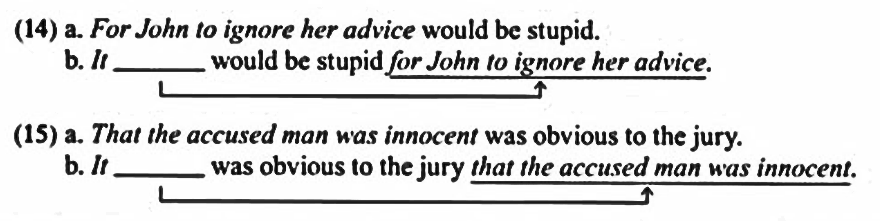 (14) a. For John to ignore her advice would be stupid.
b. It ______ would be stupid for John to ignore her advice.
(15) a. That the accused man was innocent was obvious to the jury.
b. It ______ was obvious to the jury that the accused man was innocent.